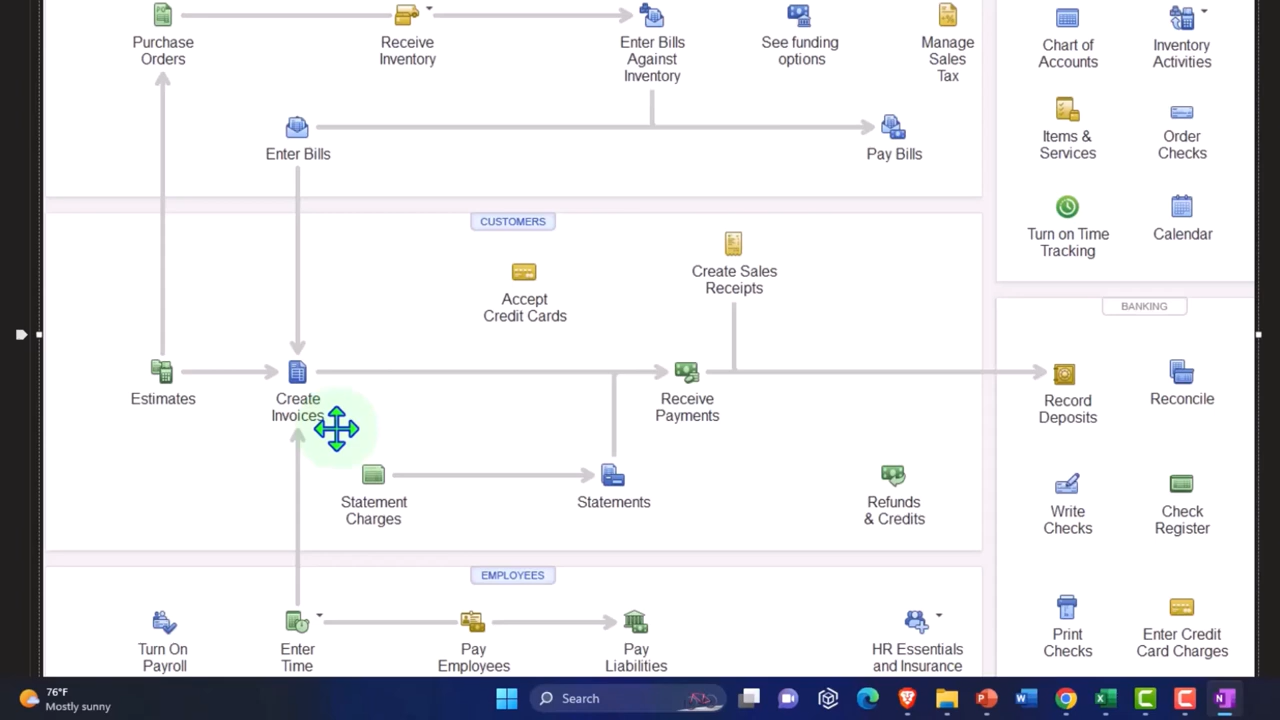 Purchase
Orders
Receive
Inventory
Enter Bills
Against
Inventory
See funding
options
Manage
Sales
Tax
Enter Bills
Pay Bills
CUSTOMERS
Create Sales
Receipts
Accept
Credit Cards
Estimates
Create
Invoices
Receive
Payments
Statement
Charges
Statements
Refunds
& Credits
EMPLOYEES
Turn On
Payroll
Enter
Time
Pay
Employees
Pay
Liabilities
HR Essentials
and Insurance
Chart of
Accounts
Inventory
Activities
Items &
Services
Order
Checks
Turn on Time
Tracking
Calendar
BANKING
Record
Deposits
Reconcile
Write
Checks
Check
Register
Print
Checks
Enter Credit
Card Charges
76°F
Mostly sunny
Search